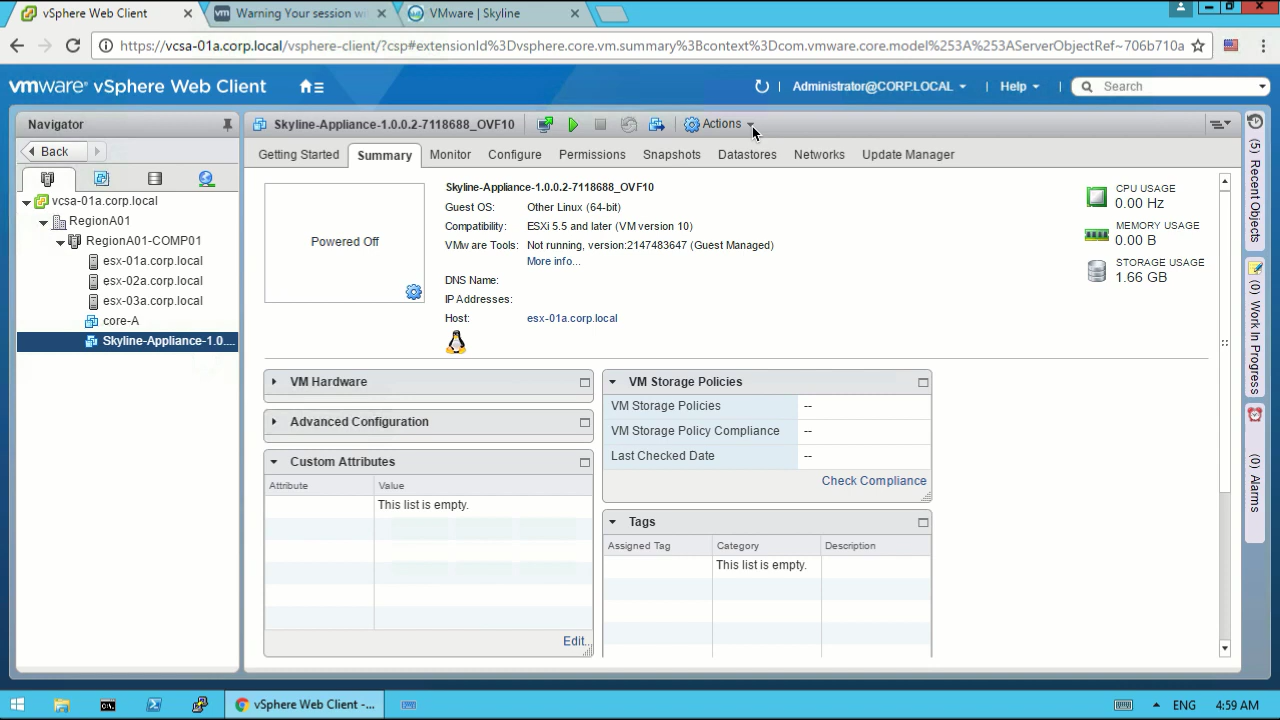 vSphere Web Client
Warning Your session wi
VMware | Skyline
https://vcsa-01a.corp.local/vsphere-client/?csp#extensionId%3Dvsphere.core.vm.summary%3Bcontext%3Dcom.vmware.core.model%253A%253AServerObjectRef~706b710a
vmware® vSphere Web Client
Administrator@CORP.LOCAL
Help
Search
Navigator
Back
vcsa-01a.corp.local
RegionA01
RegionA01-COMP01
esx-01a.corp.local
esx-02a.corp.local
esx-03a.corp.local
core-A
Skyline-Appliance-1.0....
Skyline-Appliance-1.0.0.2-7118688_OVF10
Actions
Getting Started Summary Monitor Configure Permissions Snapshots Datastores Networks Update Manager
Powered Off
Skyline-Appliance-1.0.0.2-7118688_OVF10
Guest OS: Other Linux (64-bit)
Compatibility: ESXi 5.5 and later (VM version 10)
VMware Tools: Not running, version:2147483647 (Guest Managed)
More info...
DNS Name:
IP Addresses:
Host: esx-01a.corp.local
CPU USAGE
0.00 Hz
MEMORY USAGE
0.00 B
STORAGE USAGE
1.66 GB
VM Hardware
Advanced Configuration
Custom Attributes
Attribute Value
This list is empty.
Edit...
VM Storage Policies
VM Storage Policies --
VM Storage Policy Compliance --
Last Checked Date --
Check Compliance
Tags
Assigned Tag Category Description
This list is empty.
(5) Recent Objects
(0) Work In Progress
(0) Alarms
vSphere Web Client -...
ENG
4:59 AM